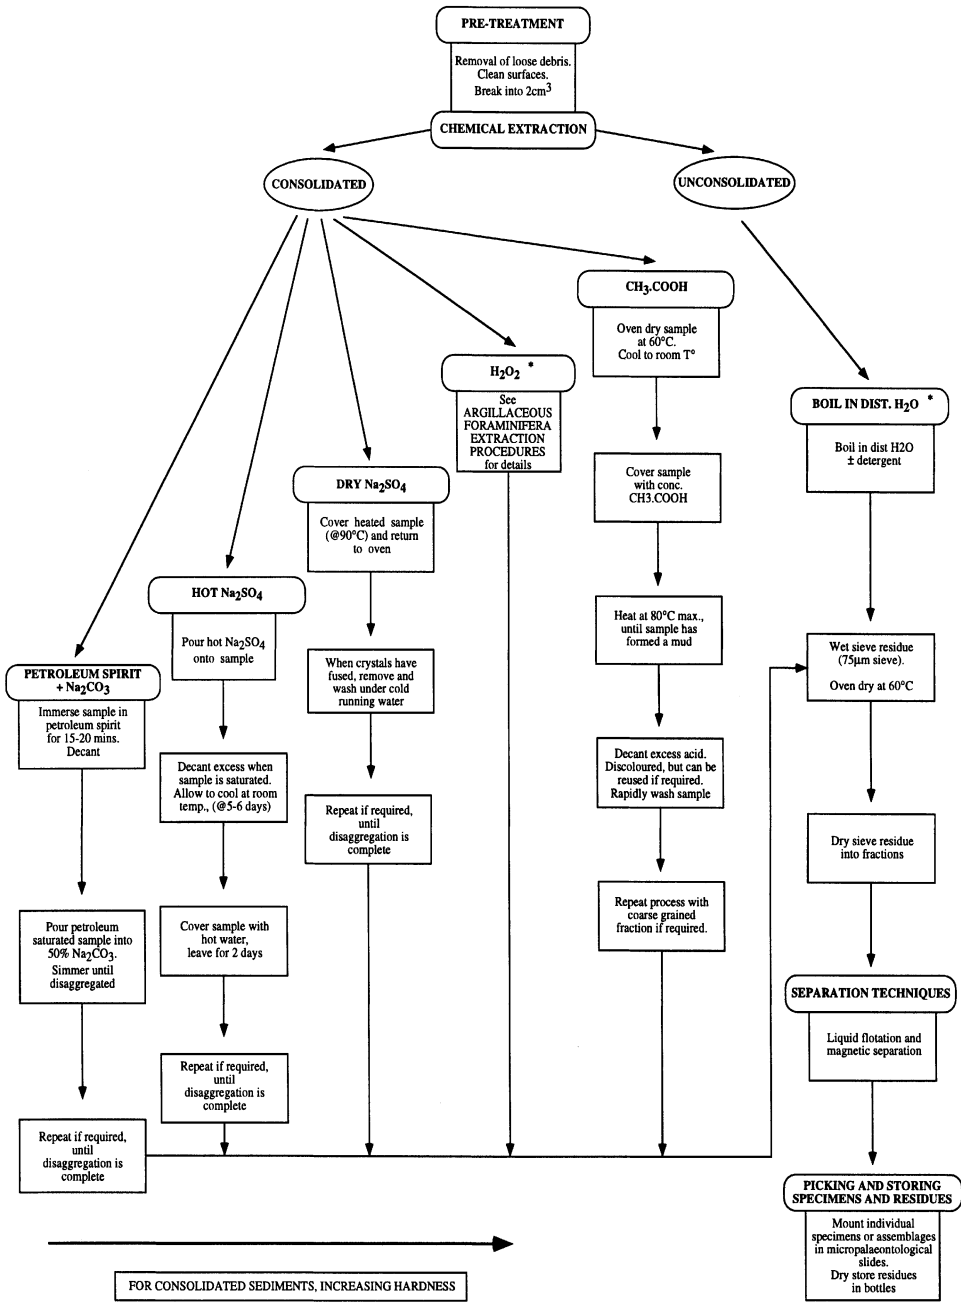 PRE-TREATMENT
Removal of loose debris.
Clean surfaces.
Break into 2cm³
CHEMICAL EXTRACTION
CONSOLIDATED
UNCONSOLIDATED
CH₃.COOH
Oven dry sample
at 60°C.
Cool to room T°
Cover sample
with conc.
CH3.COOH
Heat at 80°C max.,
until sample has
formed a mud
Decant excess acid.
Discoloured, but can be
reused if required.
Rapidly wash sample
Repeat process with
coarse grained
fraction if required.
H₂O₂ *
See
ARGILLACEOUS
FORAMINIFERA
EXTRACTION
PROCEDURES
for details
DRY Na₂SO₄
Cover heated sample
(@90°C) and return
to oven
When crystals have
fused, remove and
wash under cold
running water
Repeat if required,
until
disaggregation is
complete
HOT Na₂SO₄
Pour hot Na₂SO₄
onto sample
Decant excess when
sample is saturated.
Allow to cool at room
temp., (@5-6 days)
Cover sample with
hot water,
leave for 2 days
Repeat if required,
until
disaggregation is
complete
PETROLEUM SPIRIT
+ Na₂CO₃
Immerse sample in
petroleum spirit
for 15-20 mins.
Decant
Pour petroleum
saturated sample into
50% Na₂CO₃.
Simmer until
disaggregated
Repeat if required,
until
disaggregation is
complete
BOIL IN DIST. H₂O *
Boil in dist H2O
± detergent
Wet sieve residue
(75µm sieve).
Oven dry at 60°C
Dry sieve residue
into fractions
SEPARATION TECHNIQUES
Liquid flotation and
magnetic separation
PICKING AND STORING
SPECIMENS AND RESIDUES
Mount individual
specimens or assemblages
in micropalaeontological
slides.
Dry store residues
in bottles
FOR CONSOLIDATED SEDIMENTS, INCREASING HARDNESS